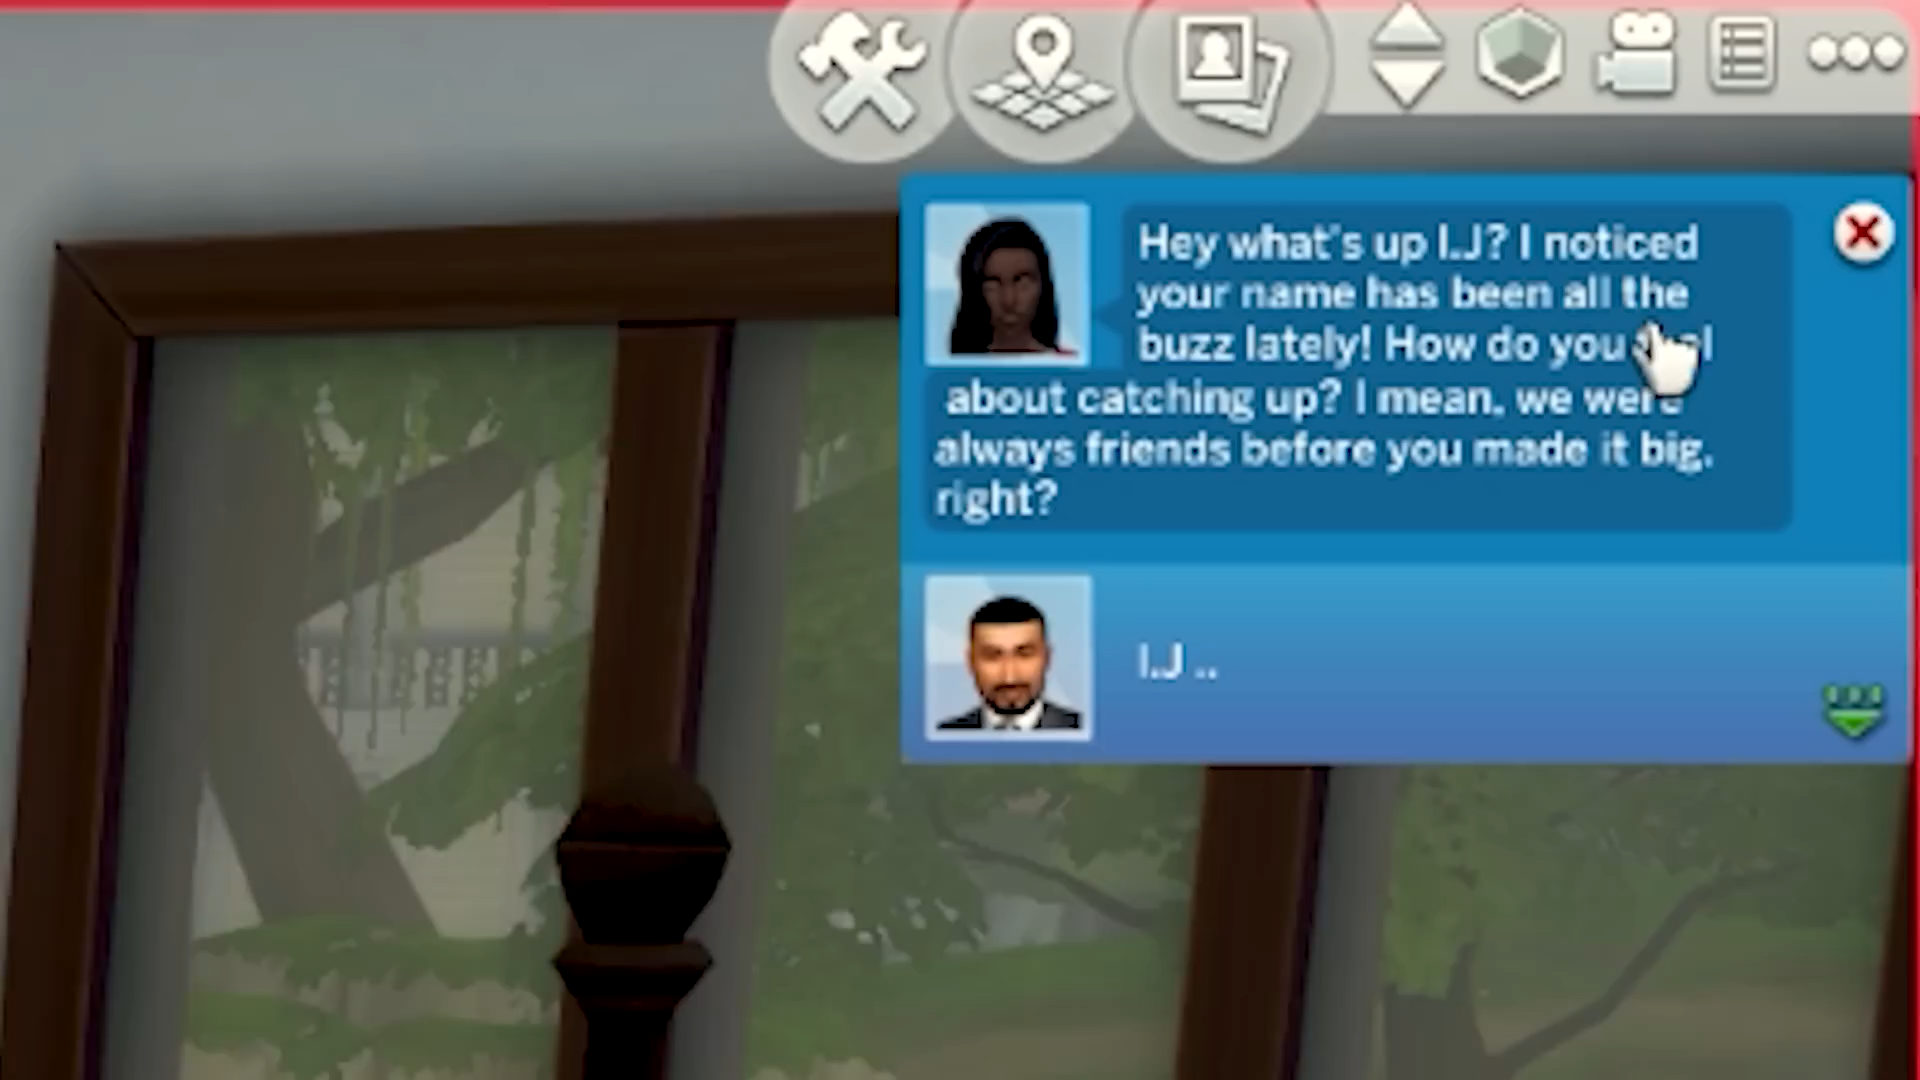 Hey what's up I.J? I noticed
your name has been all the
buzz lately! How do you
about catching up? I mean, we were
always friends before you made it big,
right?
I.J ..